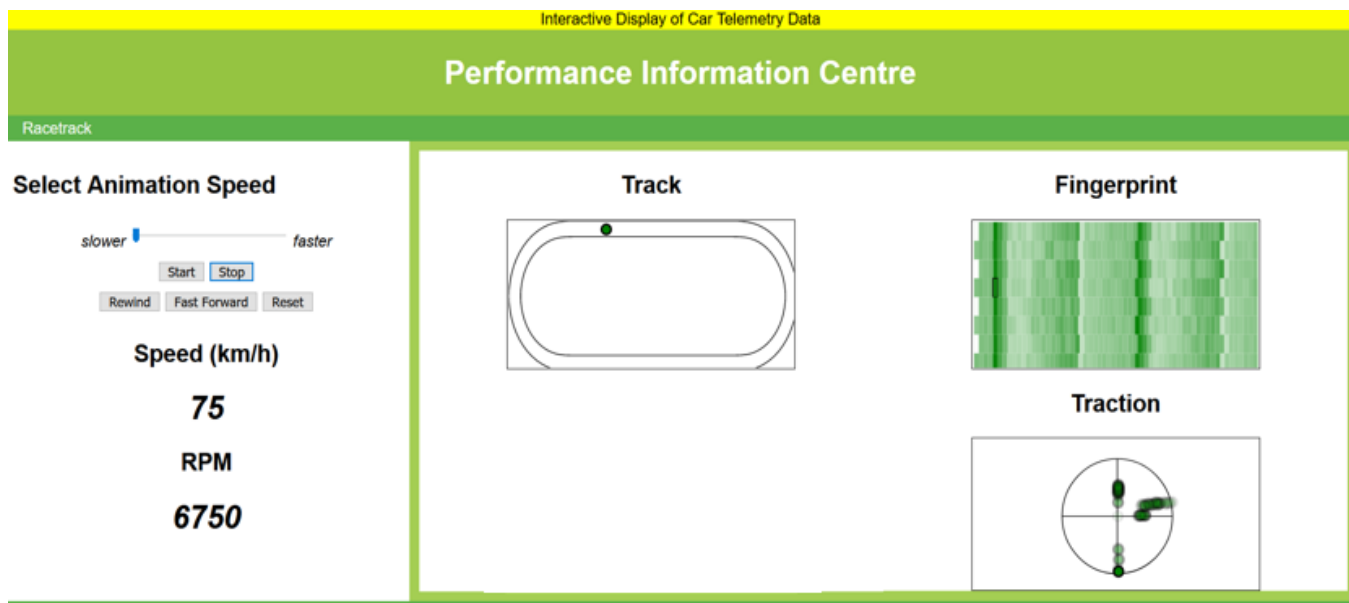 Interactive Display of Car Telemetry Data
Performance Information Centre
Racetrack
Select Animation Speed
slower faster
Start Stop
Rewind Fast Forward Reset
Speed (km/h)
75
RPM
6750
Track
Fingerprint
Traction